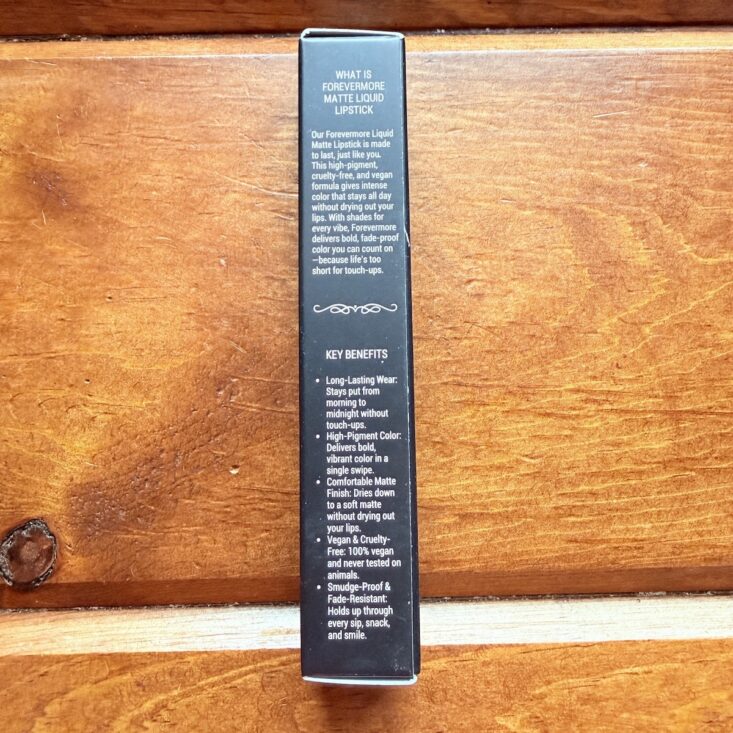 WHAT IS
FOREVERMORE
MATTE LIQUID
LIPSTICK
Our Forevermore Liquid
Matte Lipstick is made
to last, just like you.
This high-pigment,
cruelty-free, and vegan
formula gives intense
color that stays all day
without drying out your
lips. With shades for
every vibe, Forevermore
delivers bold, fade-proof
color you can count on
—because life's too
short for touch-ups.
KEY BENEFITS
• Long-Lasting Wear:
Stays put from
morning to
midnight without
touch-ups.
• High-Pigment Color:
Delivers bold,
vibrant color in a
single swipe.
• Comfortable Matte
Finish: Dries down
to a soft matte
without drying out
your lips.
• Vegan & Cruelty-
Free: 100% vegan
and never tested on
animals.
• Smudge-Proof &
Fade-Resistant:
Holds up through
every sip, snack,
and smile.